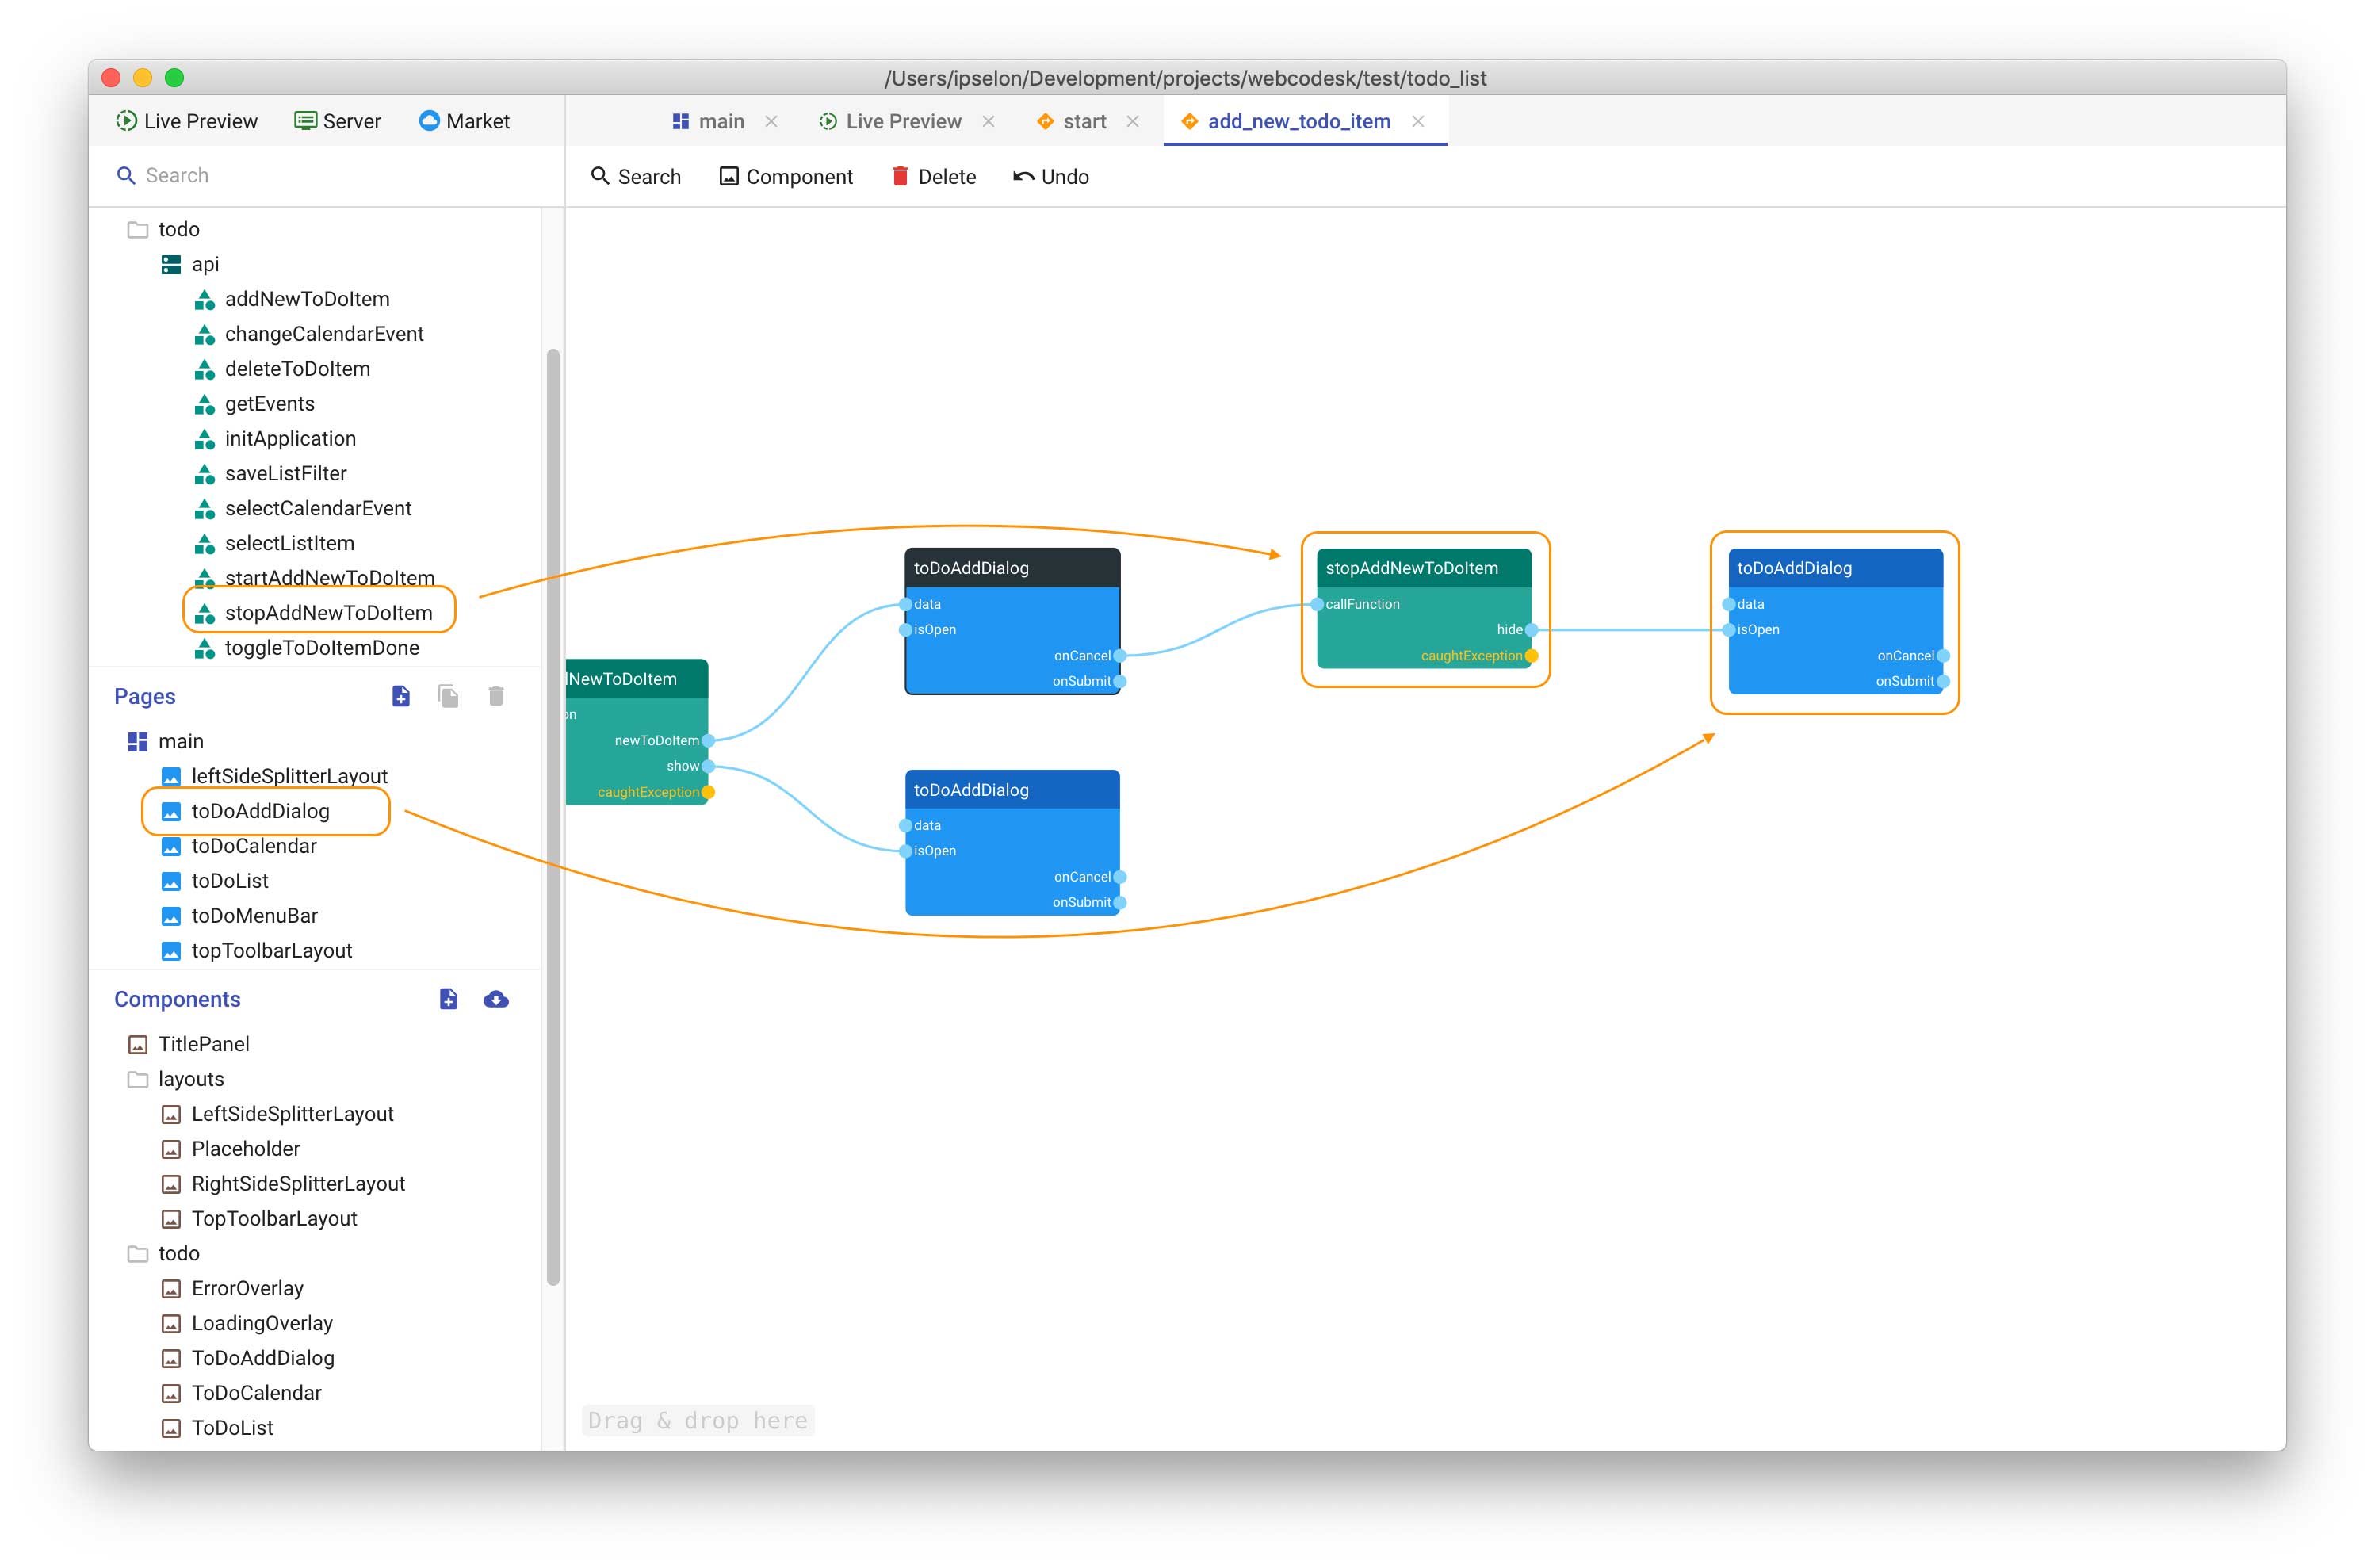 /Users/ipselon/Development/projects/webcodesk/test/todo_list
Live Preview Server Market
main Live Preview start add_new_todo_item
Search
Search Component Delete Undo
todo
api
addNewToDoItem
changeCalendarEvent
deleteToDoItem
getEvents
initApplication
saveListFilter
selectCalendarEvent
selectListItem
startAddNewToDoItem
stopAddNewToDoItem
toggleToDoItemDone
Pages
main
leftSideSplitterLayout
toDoAddDialog
toDoCalendar
toDoList
toDoMenuBar
topToolbarLayout
Components
TitlePanel
layouts
LeftSideSplitterLayout
Placeholder
RightSideSplitterLayout
TopToolbarLayout
todo
ErrorOverlay
LoadingOverlay
ToDoAddDialog
ToDoCalendar
ToDoList
NewToDoItem
on
newToDoItem
show
caughtException
toDoAddDialog
data
isOpen
onCancel
onSubmit
toDoAddDialog
data
isOpen
onCancel
onSubmit
stopAddNewToDoItem
callFunction
hide
caughtException
toDoAddDialog
data
isOpen
onCancel
onSubmit
Drag & drop here